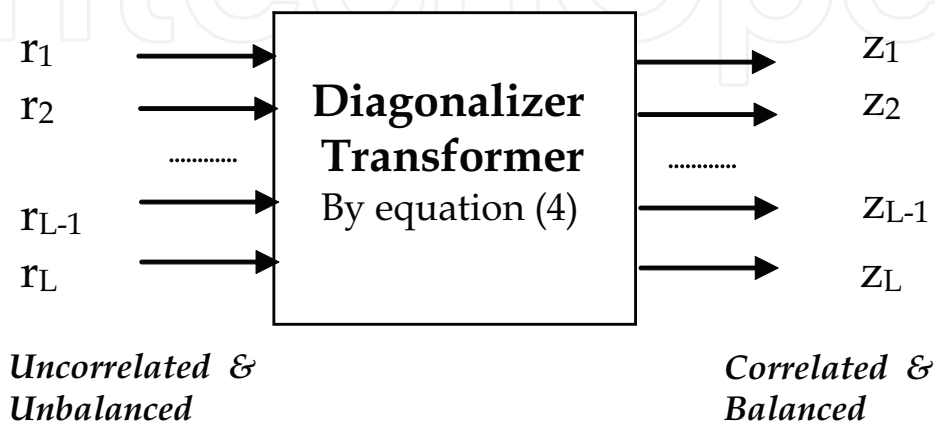 r1
r2
............
rL-1
rL
Diagonalizer
Transformer
By equation (4)
z1
z2
............
zL-1
zL
Uncorrelated &
Unbalanced
Correlated &
Balanced